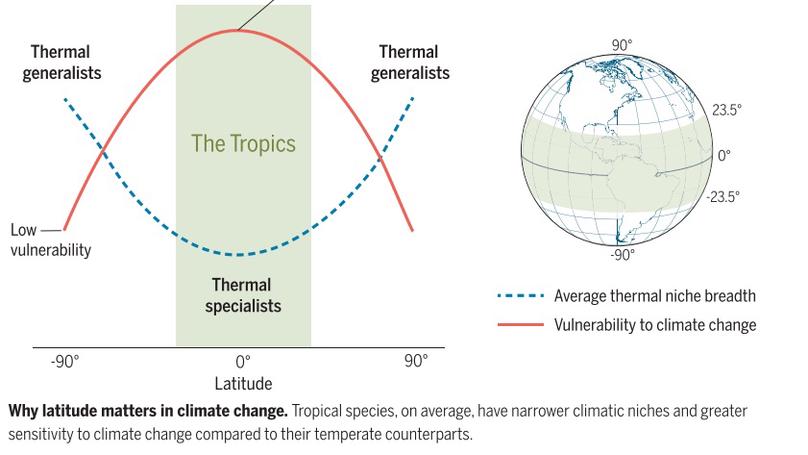 Thermal
generalists
Thermal
generalists
The Tropics
Low
vulnerability
Thermal
specialists
-90°
0°
90°
Latitude
90°
23.5°
0°
-23.5°
-90°
Average thermal niche breadth
Vulnerability to climate change
Why latitude matters in climate change. Tropical species, on average, have narrower climatic niches and greater
sensitivity to climate change compared to their temperate counterparts.